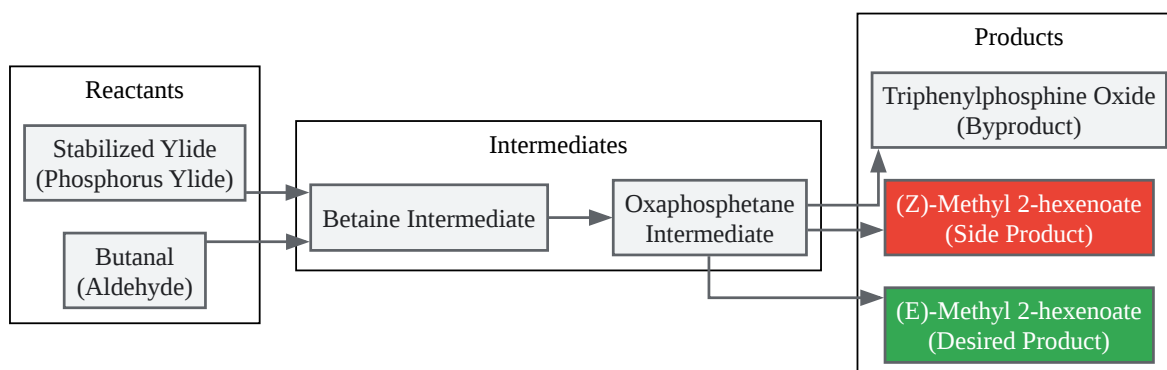 Reactants
Stabilized Ylide
(Phosphorus Ylide)
Butanal
(Aldehyde)
Intermediates
Betaine Intermediate
Oxaphosphetane
Intermediate
Products
Triphenylphosphine Oxide
(Byproduct)
(Z)-Methyl 2-hexenoate
(Side Product)
(E)-Methyl 2-hexenoate
(Desired Product)